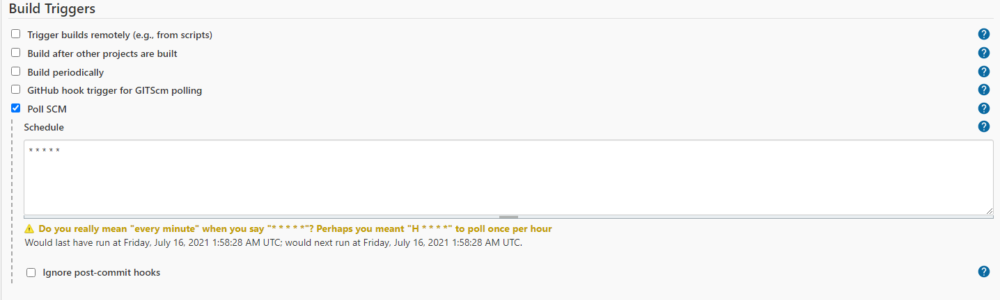 Build Triggers
Trigger builds remotely (e.g., from scripts)
Build after other projects are built
Build periodically
GitHub hook trigger for GITScm polling
Poll SCM
Schedule
* * * * *
Do you really mean "every minute" when you say "* * * * *"? Perhaps you meant "H * * * *" to poll once per hour
Would last have run at Friday, July 16, 2021 1:58:28 AM UTC; would next run at Friday, July 16, 2021 1:58:28 AM UTC.
Ignore post-commit hooks